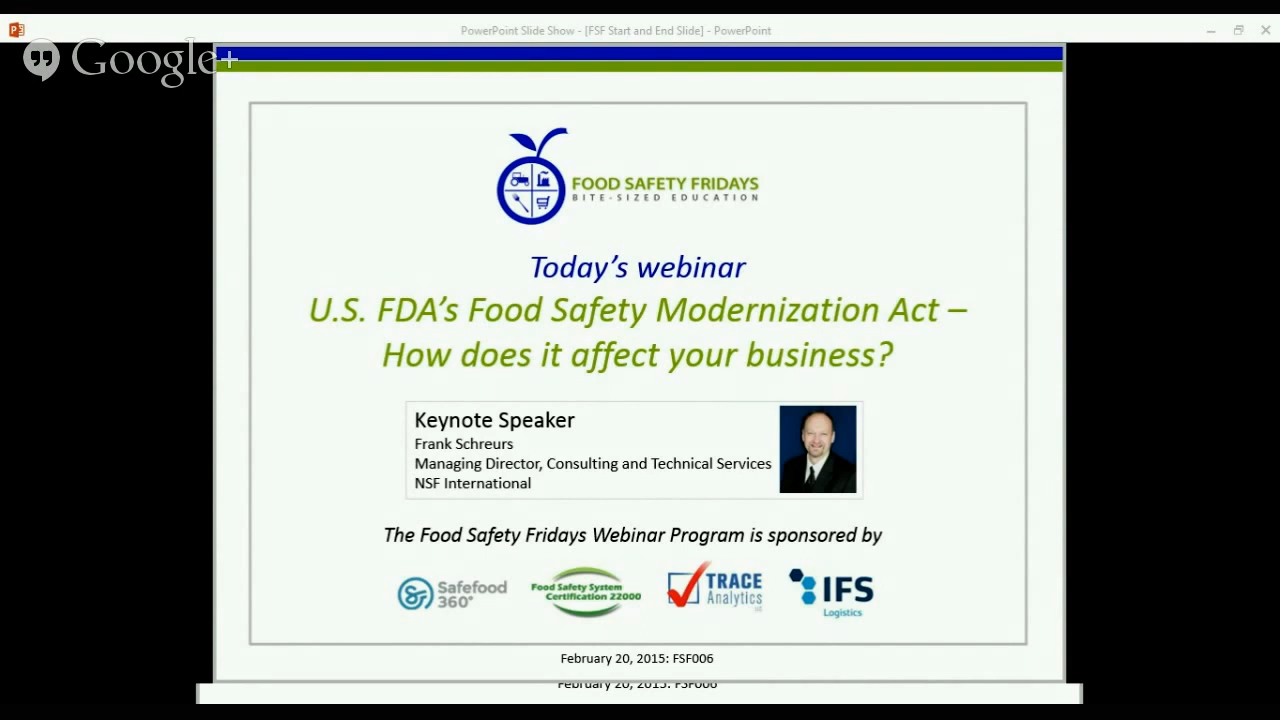 PowerPoint Slide Show - [FSF Start and End Slide] - PowerPoint
Google+
FOOD SAFETY FRIDAYS
BITE-SIZED EDUCATION
Today's webinar
U.S. FDA's Food Safety Modernization Act –
How does it affect your business?
Keynote Speaker
Frank Schreurs
Managing Director, Consulting and Technical Services
NSF International
The Food Safety Fridays Webinar Program is sponsored by
Safefood
360°
Food Safety System
Certification 22000
TRACE
Analytics
IFS
Logistics
February 20, 2015: FSF006
February 20, 2015: FSF006